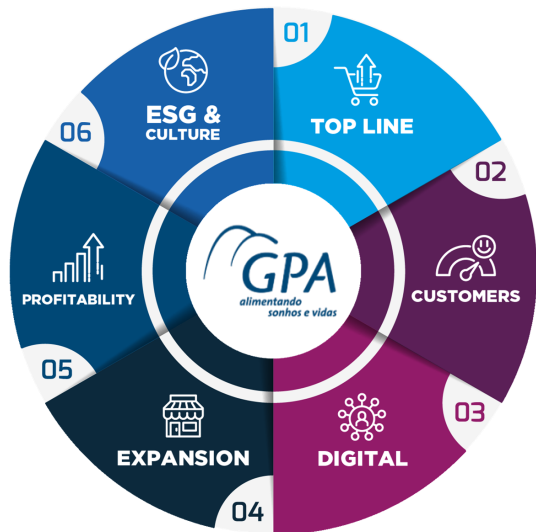 01
TOP LINE
02
CUSTOMERS
03
DIGITAL
04
EXPANSION
05
PROFITABILITY
06
ESG &
CULTURE
GPA
alimentando
sonhos e vidas